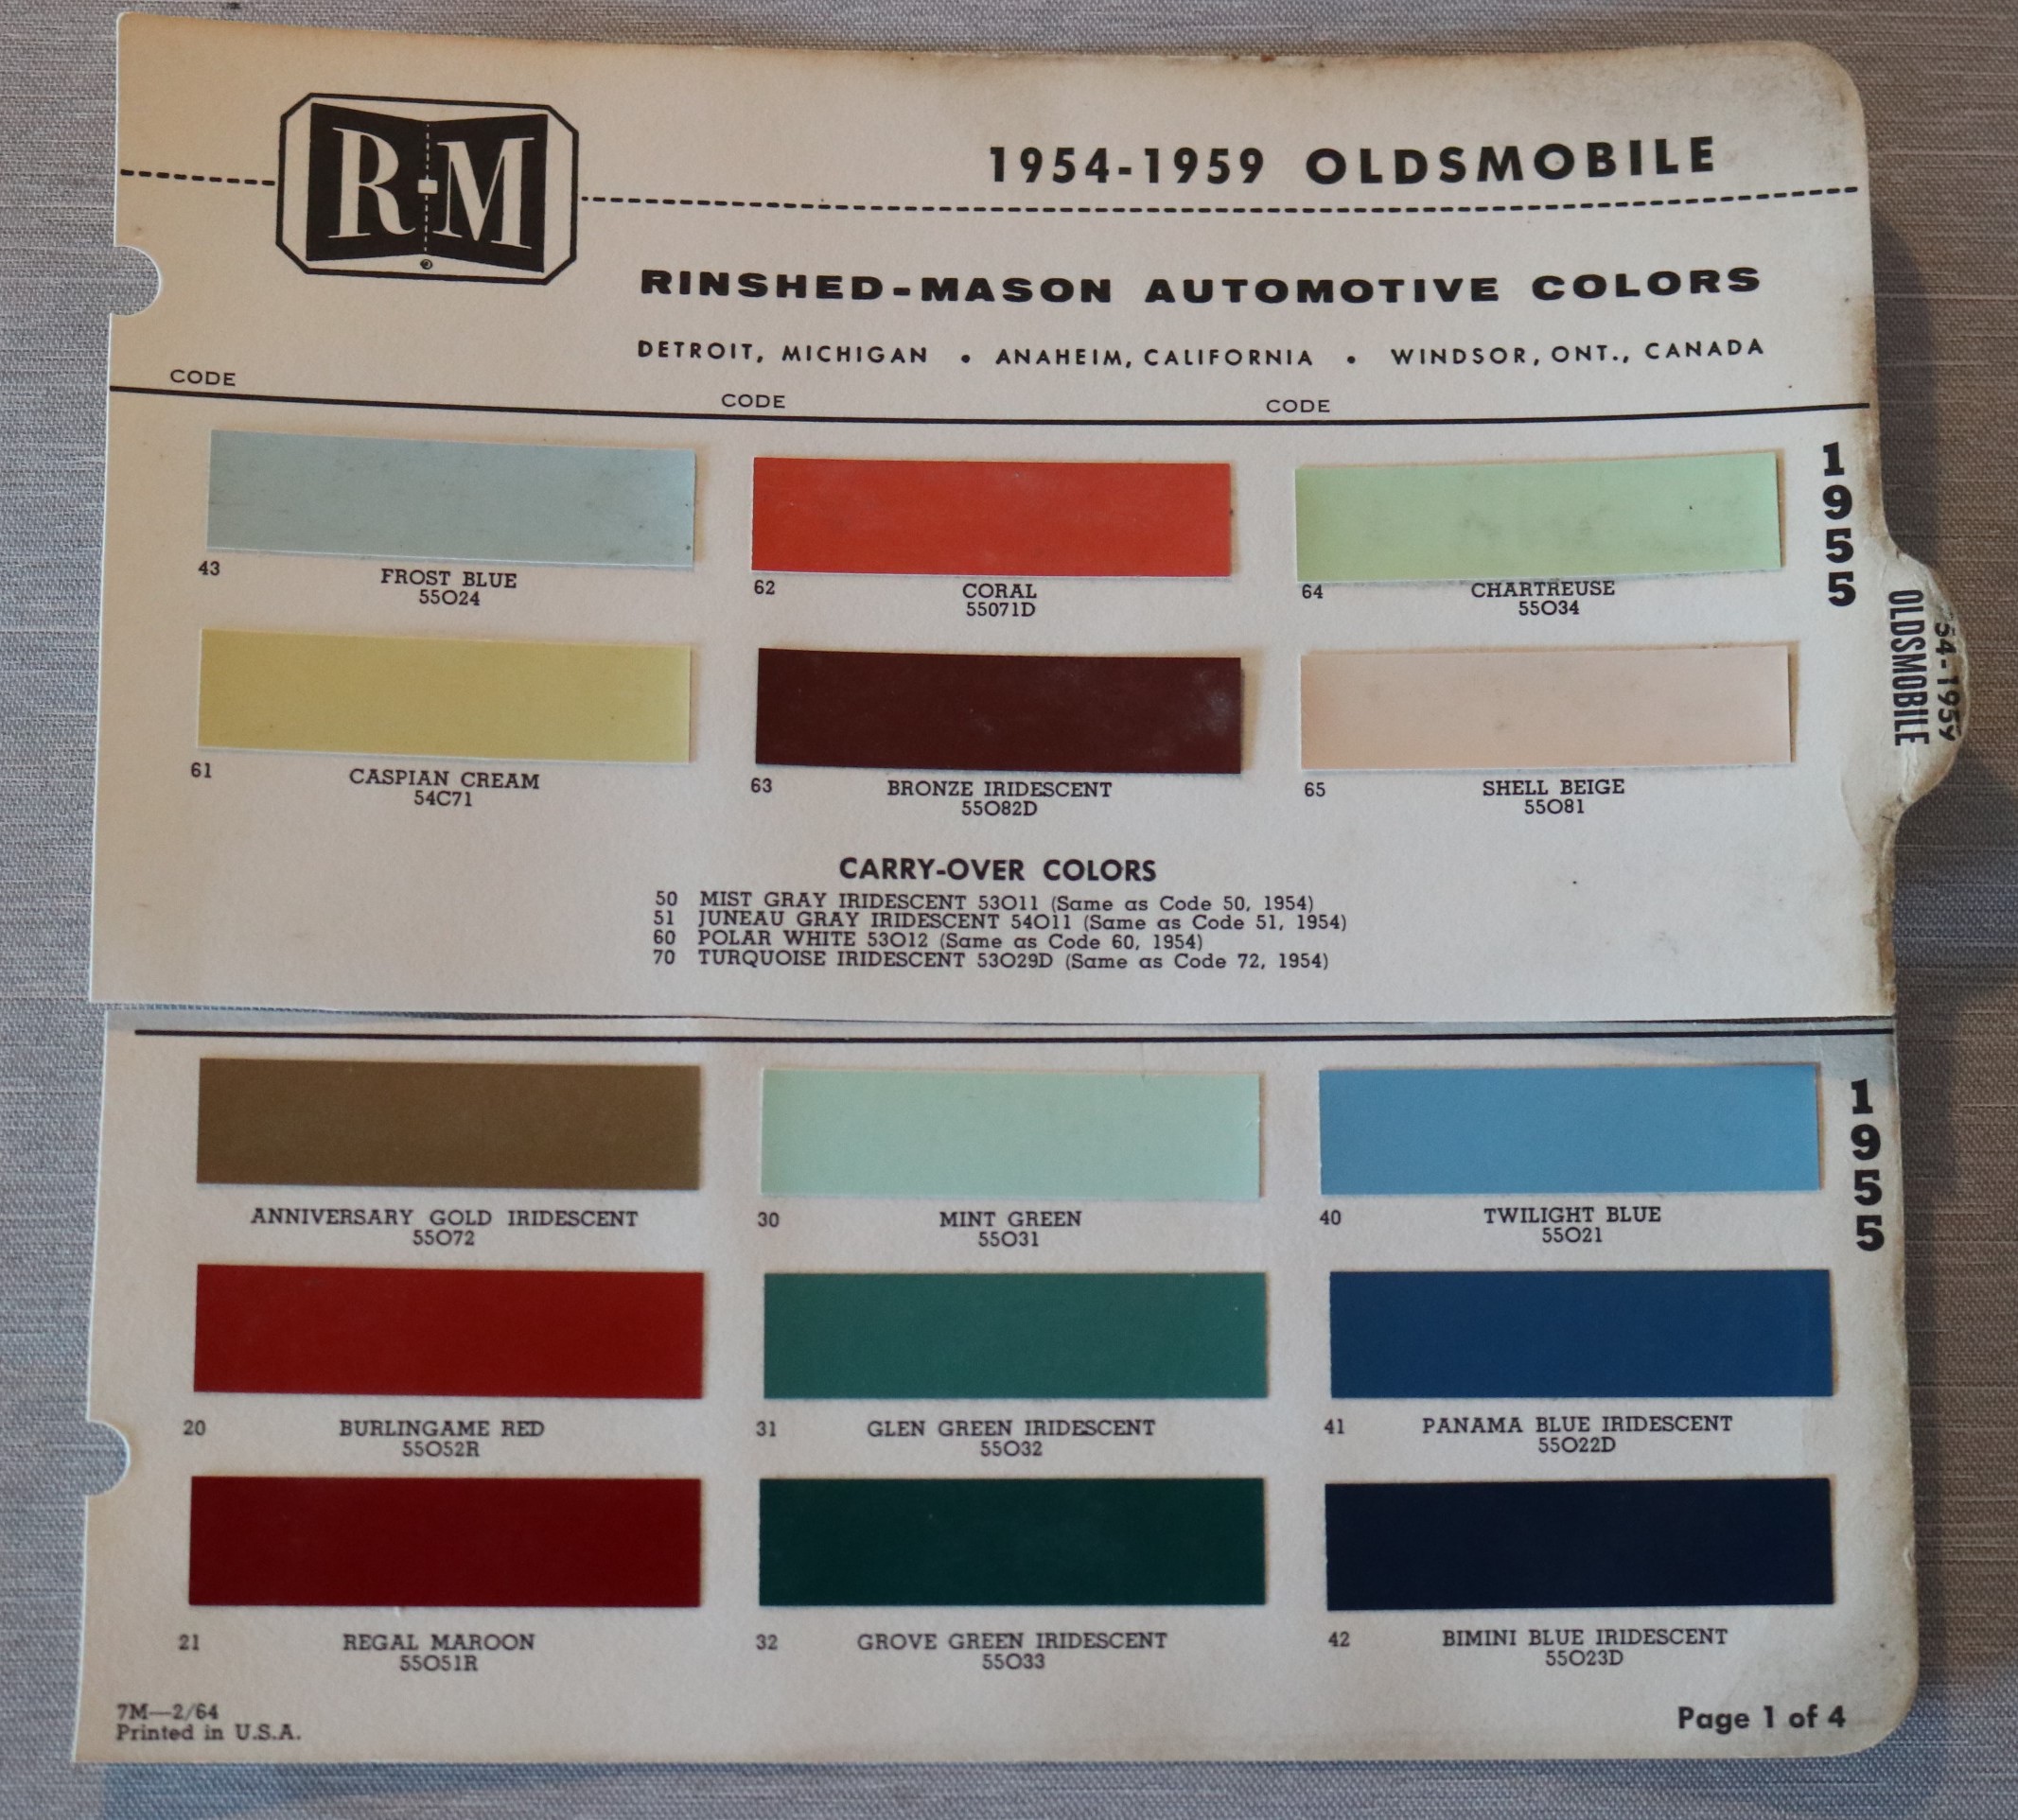 R-M
1954-1959 OLDSMOBILE
RINSHED-MASON AUTOMOTIVE COLORS
DETROIT, MICHIGAN • ANAHEIM, CALIFORNIA • WINDSOR, ONT., CANADA
CODE CODE CODE
1955
43 FROST BLUE
55O24
62 CORAL
55071D
64 CHARTREUSE
55O34
61 CASPIAN CREAM
54C71
63 BRONZE IRIDESCENT
55O82D
65 SHELL BEIGE
55O81
OLDSMOBILE
CARRY-OVER COLORS
50 MIST GRAY IRIDESCENT 53O11 (Same as Code 50, 1954)
51 JUNEAU GRAY IRIDESCENT 54O11 (Same as Code 51, 1954)
60 POLAR WHITE 53O12 (Same as Code 60, 1954)
70 TURQUOISE IRIDESCENT 53O29D (Same as Code 72, 1954)
1955
ANNIVERSARY GOLD IRIDESCENT
55O72
30 MINT GREEN
55O31
40 TWILIGHT BLUE
55O21
20 BURLINGAME RED
55O52R
31 GLEN GREEN IRIDESCENT
55O32
41 PANAMA BLUE IRIDESCENT
55O22D
21 REGAL MAROON
55O51R
32 GROVE GREEN IRIDESCENT
55O33
42 BIMINI BLUE IRIDESCENT
55O23D
7M—2/64
Printed in U.S.A.
Page 1 of 4